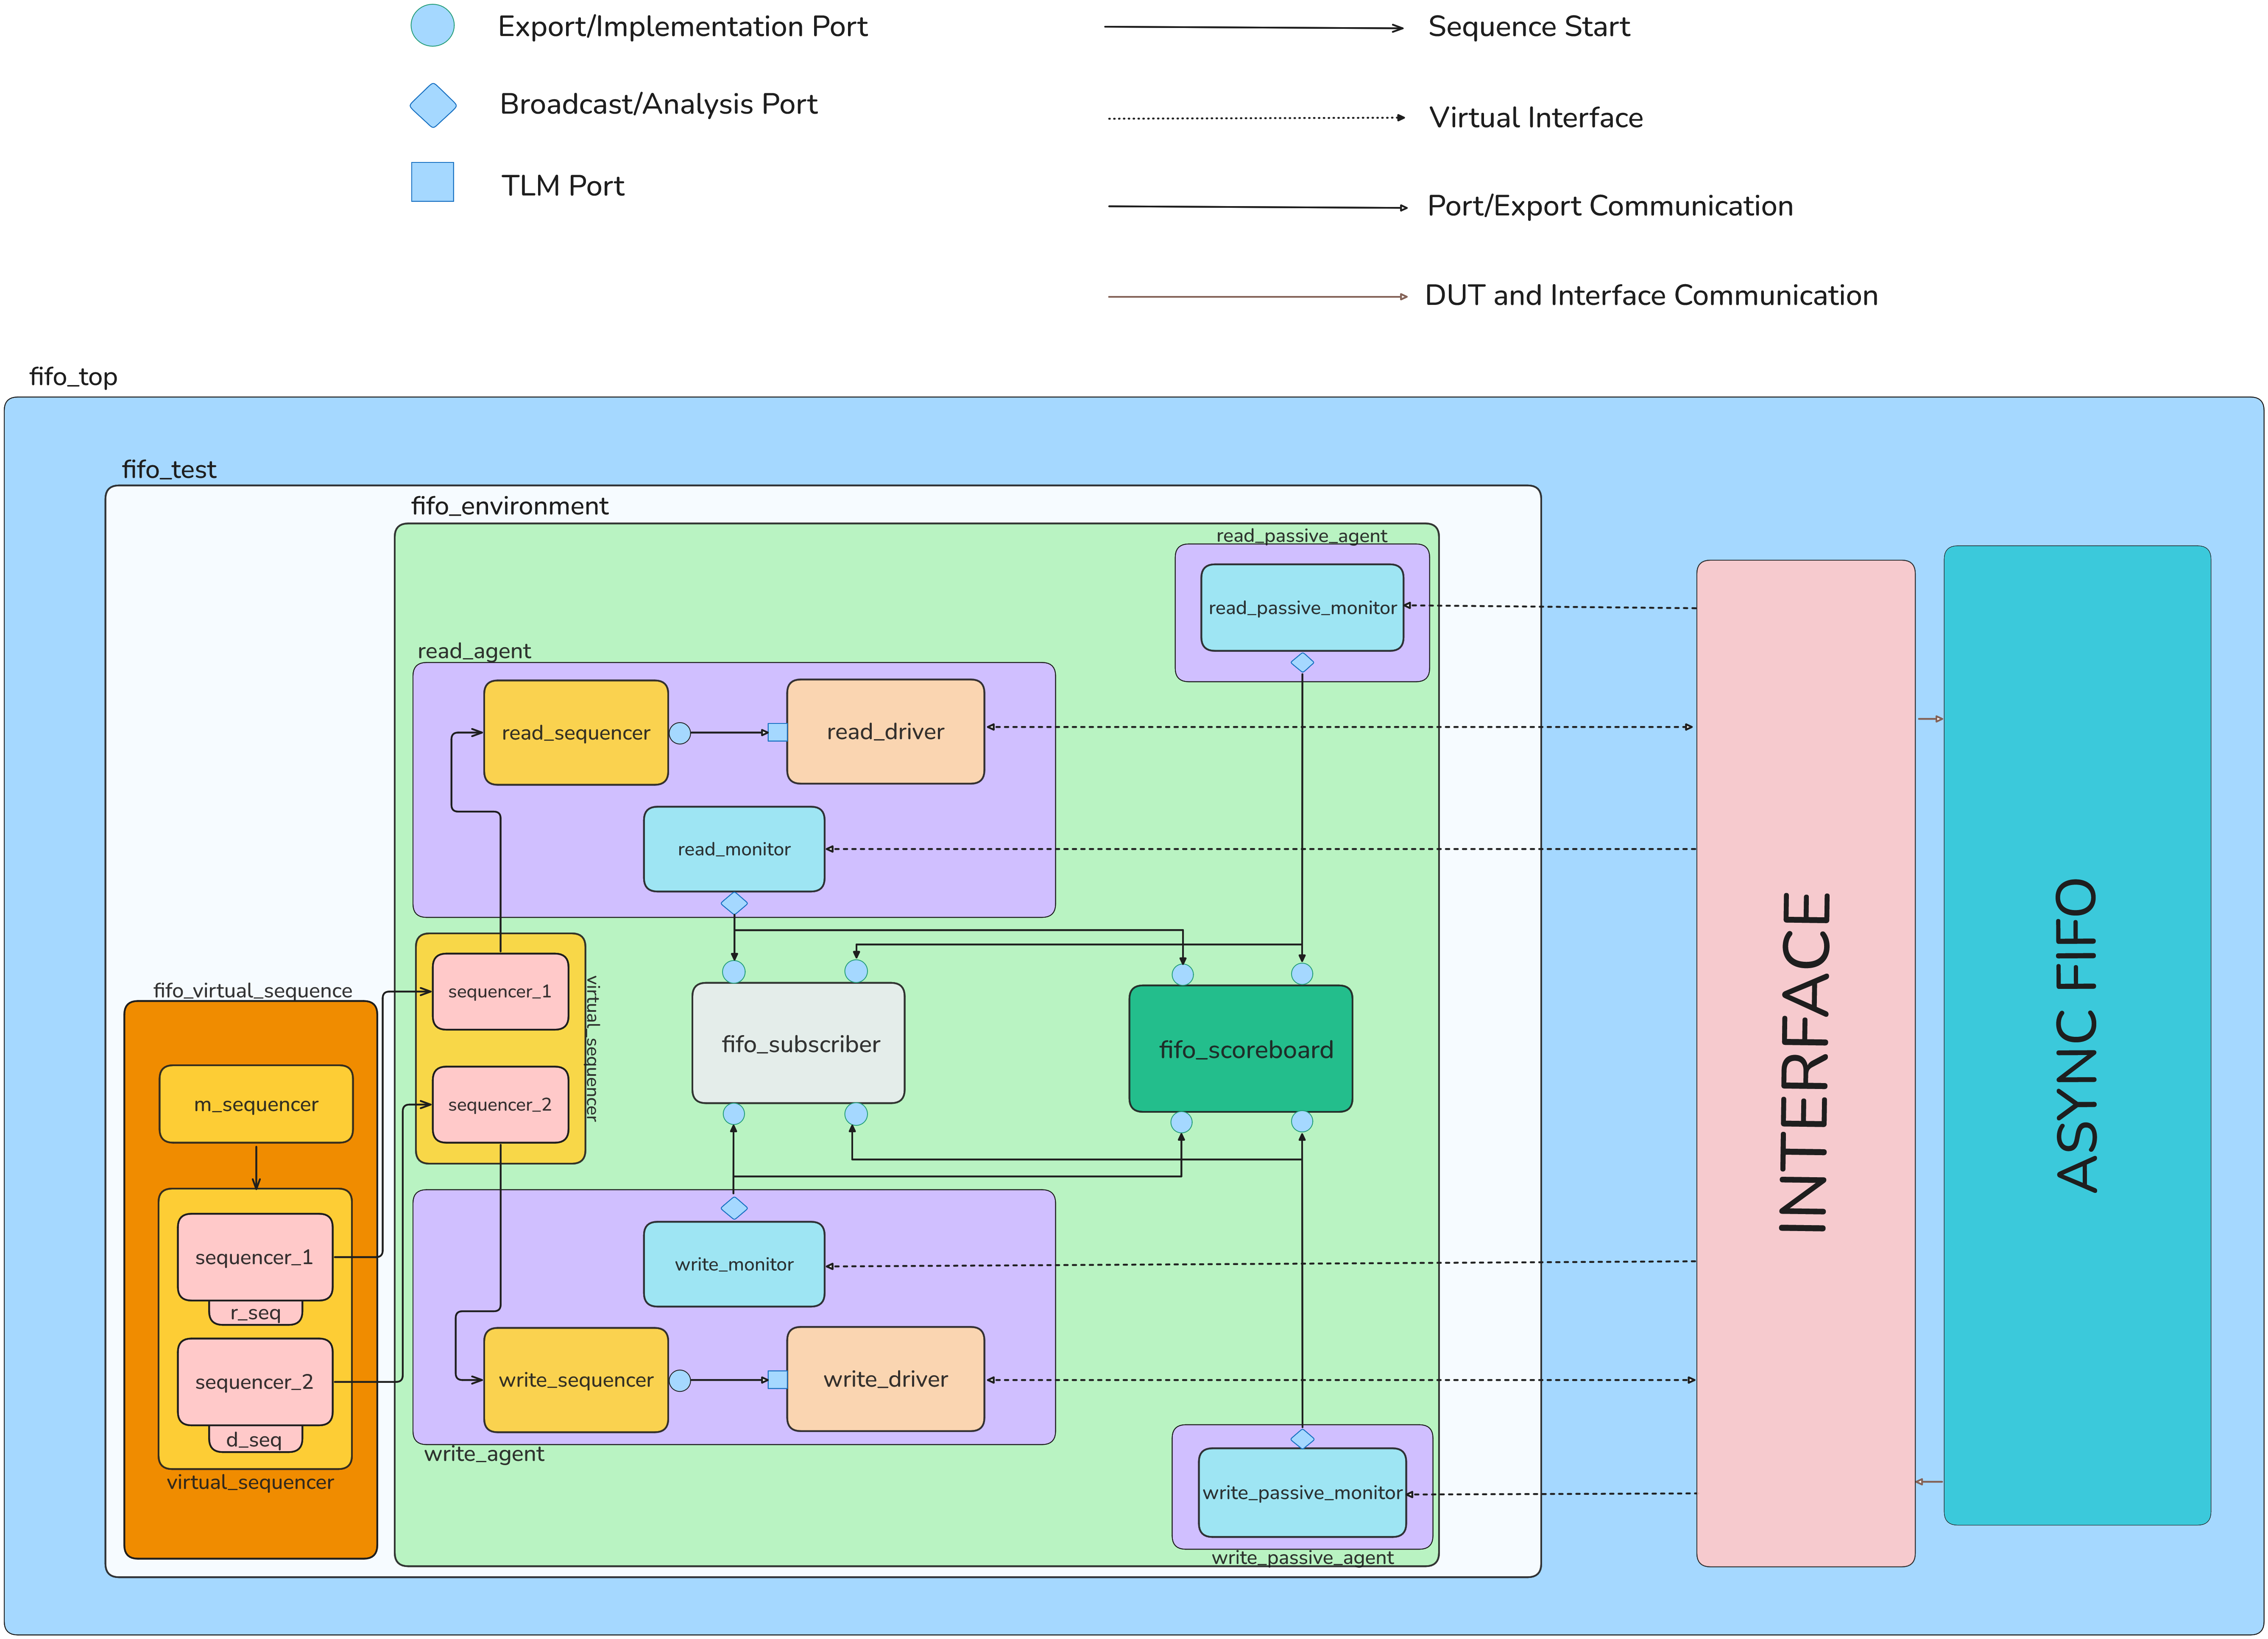 Export/Implementation Port
Sequence Start
Broadcast/Analysis Port
Virtual Interface
TLM Port
Port/Export Communication
DUT and Interface Communication
fifo_top
fifo_test
fifo_environment
read_passive_agent
read_passive_monitor
read_agent
read_sequencer
read_driver
read_monitor
fifo_virtual_sequence
sequencer_1
virtual_sequencer
fifo_subscriber
fifo_scoreboard
INTERFACE
ASYNC FIFO
m_sequencer
sequencer_2
sequencer_1
r_seq
write_monitor
sequencer_2
d_seq
write_sequencer
write_driver
write_agent
virtual_sequencer
write_passive_monitor
write_passive_agent